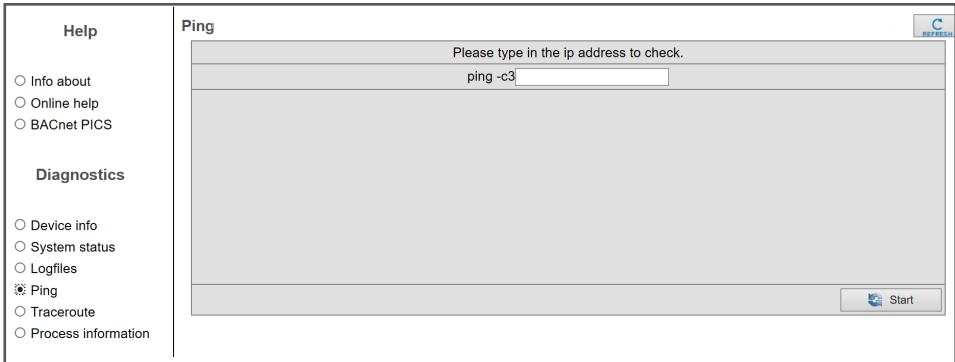 Help
Info about
Online help
BACnet PICS
Diagnostics
Device info
System status
Logfiles
Ping
Traceroute
Process information
Ping
REFRESH
Please type in the ip address to check.
ping -c3
Start